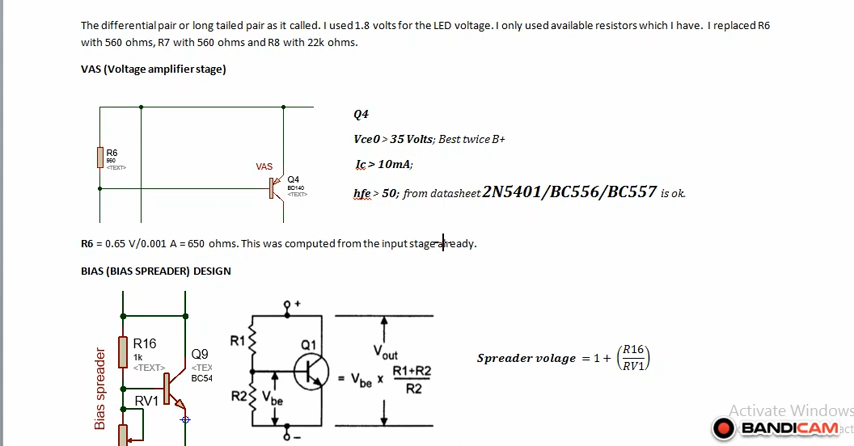 The differential pair or long tailed pair as it called. I used 1.8 volts for the LED voltage. I only used available resistors which I have. I replaced R6
with 560 ohms, R7 with 560 ohms and R8 with 22k ohms.
VAS (Voltage amplifier stage)
Q4
Vce0 > 35 Volts; Best twice B+
R6
560
<TEXT>
VAS
Ic > 10mA;
Q4
BD140
<TEXT>
hfe > 50; from datasheet 2N5401/BC556/BC557 is ok.
R6 = 0.65 V/0.001 A = 650 ohms. This was computed from the input stage already.
BIAS (BIAS SPREADER) DESIGN
Bias spreader
R16
1k
<TEXT>
Q9
<TEX
BC54
RV1
+
R1
Q1
R2
Vbe
−
Vout
= Vbe x R1+R2
R2
Spreader volage = 1 + (R16
RV1)
Activate Windows
BANDICAM